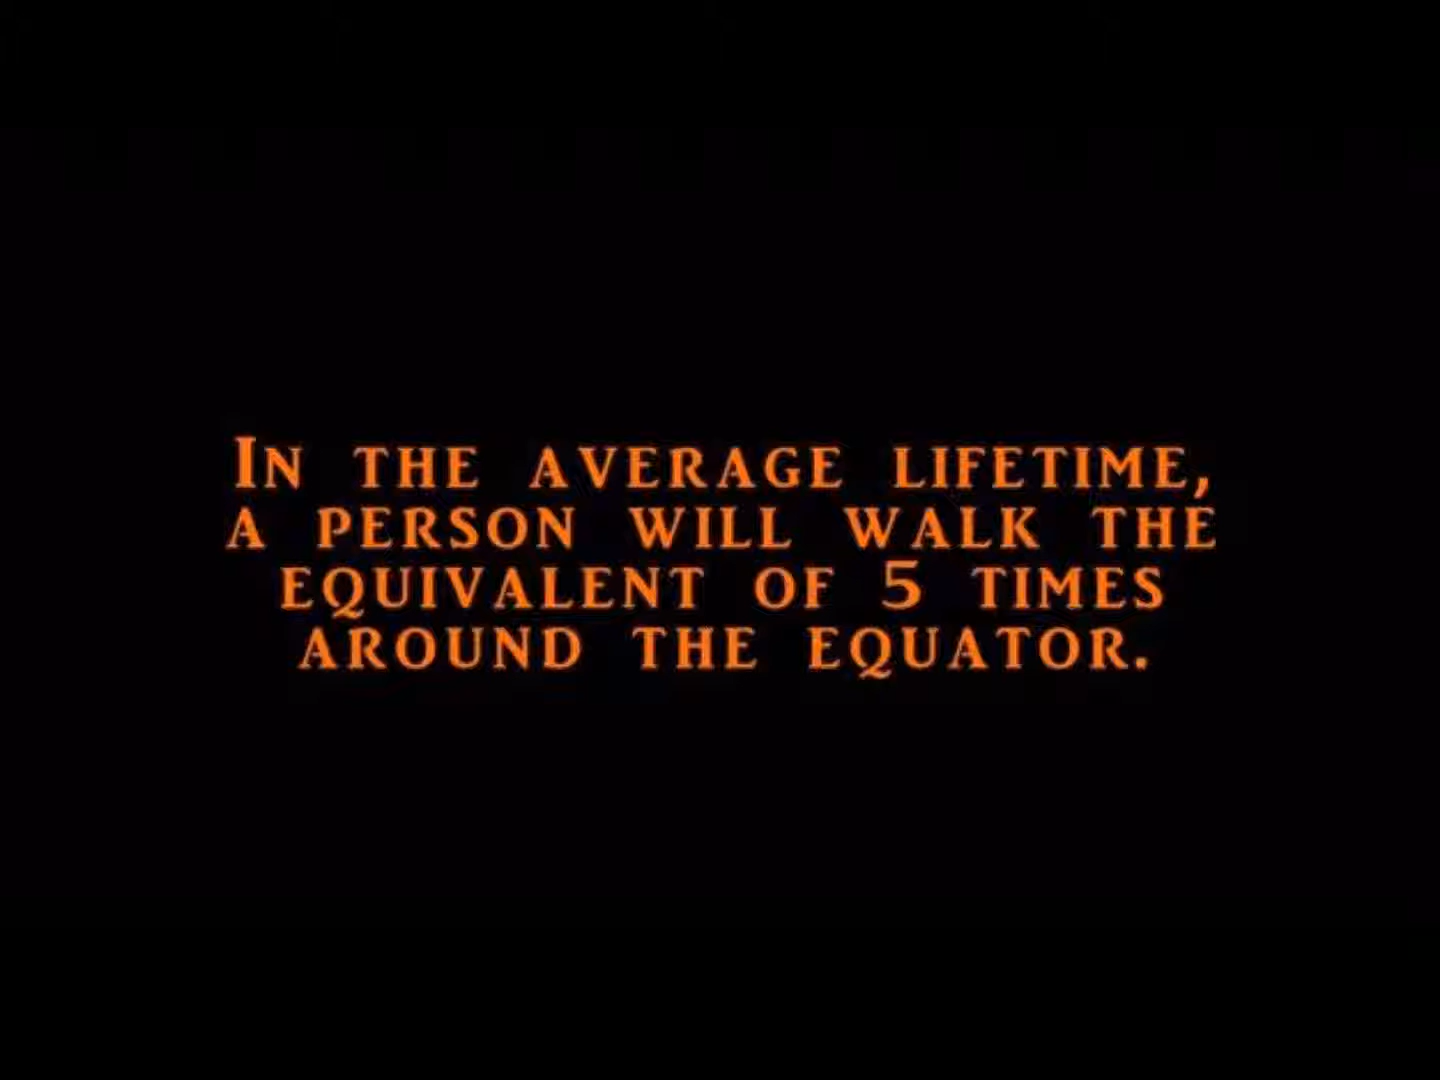 In the average lifetime,
a person will walk the
equivalent of 5 times
around the equator.